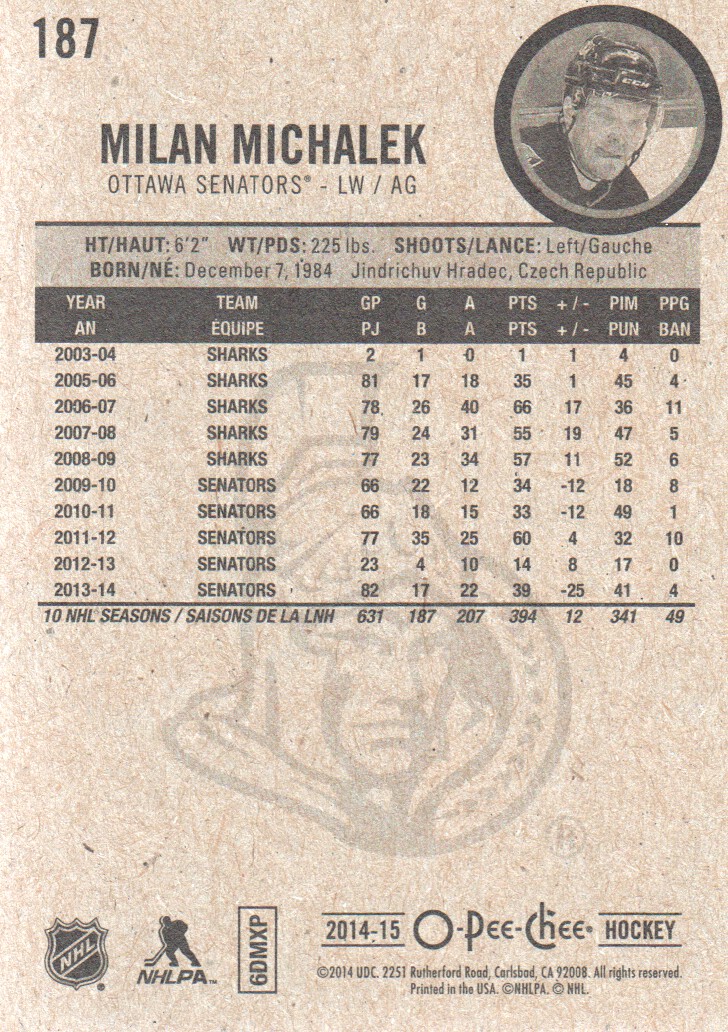 187
MILAN MICHALEK
OTTAWA SENATORS® - LW / AG
HT/HAUT: 6'2" WT/PDS: 225 lbs. SHOOTS/LANCE: Left/Gauche
BORN/NÉ: December 7, 1984 Jindrichuv Hradec, Czech Republic
YEAR TEAM GP G A PTS + / - PIM PPG
AN ÉQUIPE PJ B A PTS + / - PUN BAN
2003-04 SHARKS 2 1 0 1 1 4 0
2005-06 SHARKS 81 17 18 35 1 45 4
2006-07 SHARKS 78 26 40 66 17 36 11
2007-08 SHARKS 79 24 31 55 19 47 5
2008-09 SHARKS 77 23 34 57 11 52 6
2009-10 SENATORS 66 22 12 34 -12 18 8
2010-11 SENATORS 66 18 15 33 -12 49 1
2011-12 SENATORS 77 35 25 60 4 32 10
2012-13 SENATORS 23 4 10 14 8 17 0
2013-14 SENATORS 82 17 22 39 -25 41 4
10 NHL SEASONS / SAISONS DE LA LNH 631 187 207 394 12 341 49
NHL®
NHLPA™
6DMXP
2014-15 O-Pee-Chee® HOCKEY
©2014 UDC. 2251 Rutherford Road, Carlsbad, CA 92008. All rights reserved.
Printed in the USA. ©NHLPA. © NHL.